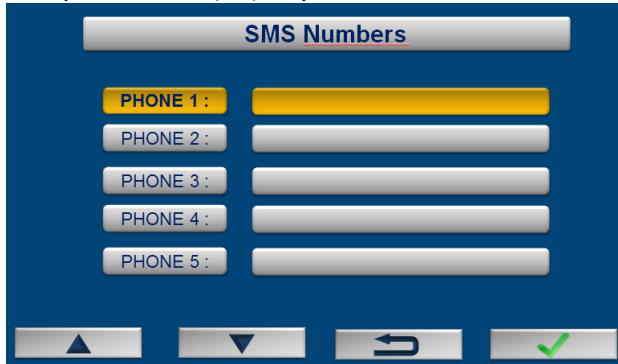 SMS Numbers
PHONE 1 :
PHONE 2 :
PHONE 3 :
PHONE 4 :
PHONE 5 :